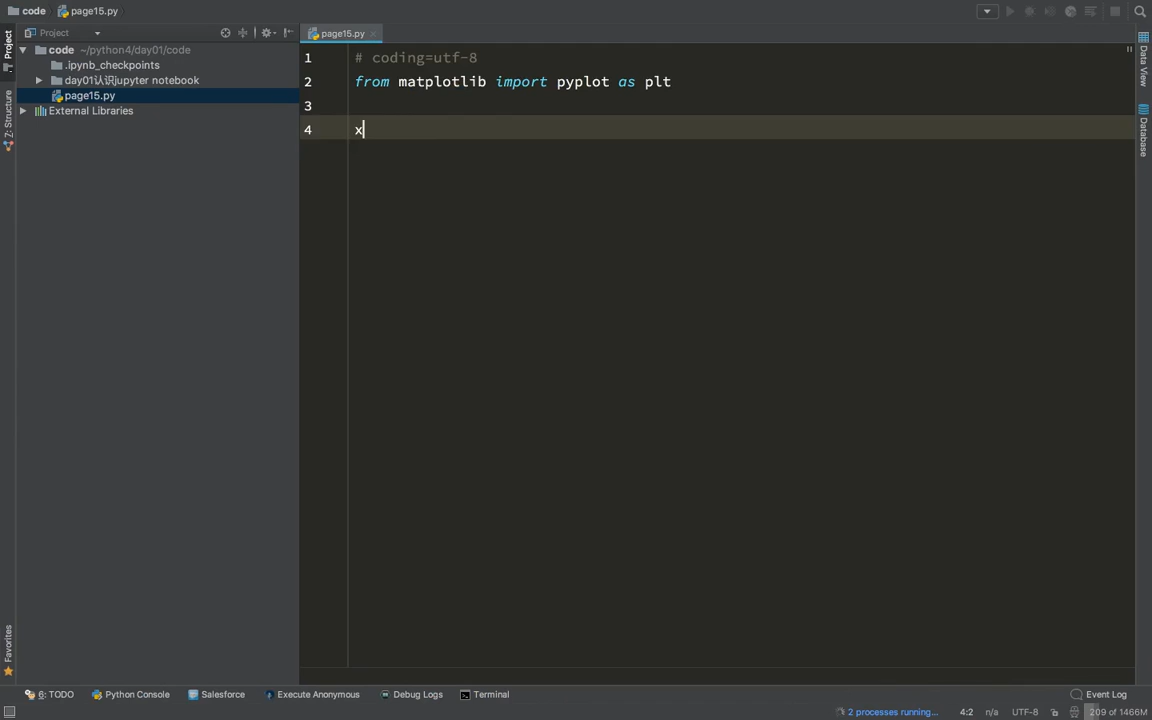 code
page15.py
Project
page15.py
1: Project
code ~/python4/day01/code
.ipynb_checkpoints
day01认识jupyter notebook
page15.py
External Libraries
1 # coding=utf-8
2 from matplotlib import pyplot as plt
3
4 x
Z: Structure
Favorites
Data View
Database
6: TODO
Python Console
Salesforce
Execute Anonymous
Debug Logs
Terminal
Event Log
2 processes running...
4:2
n/a
UTF-8
209 of 1466M